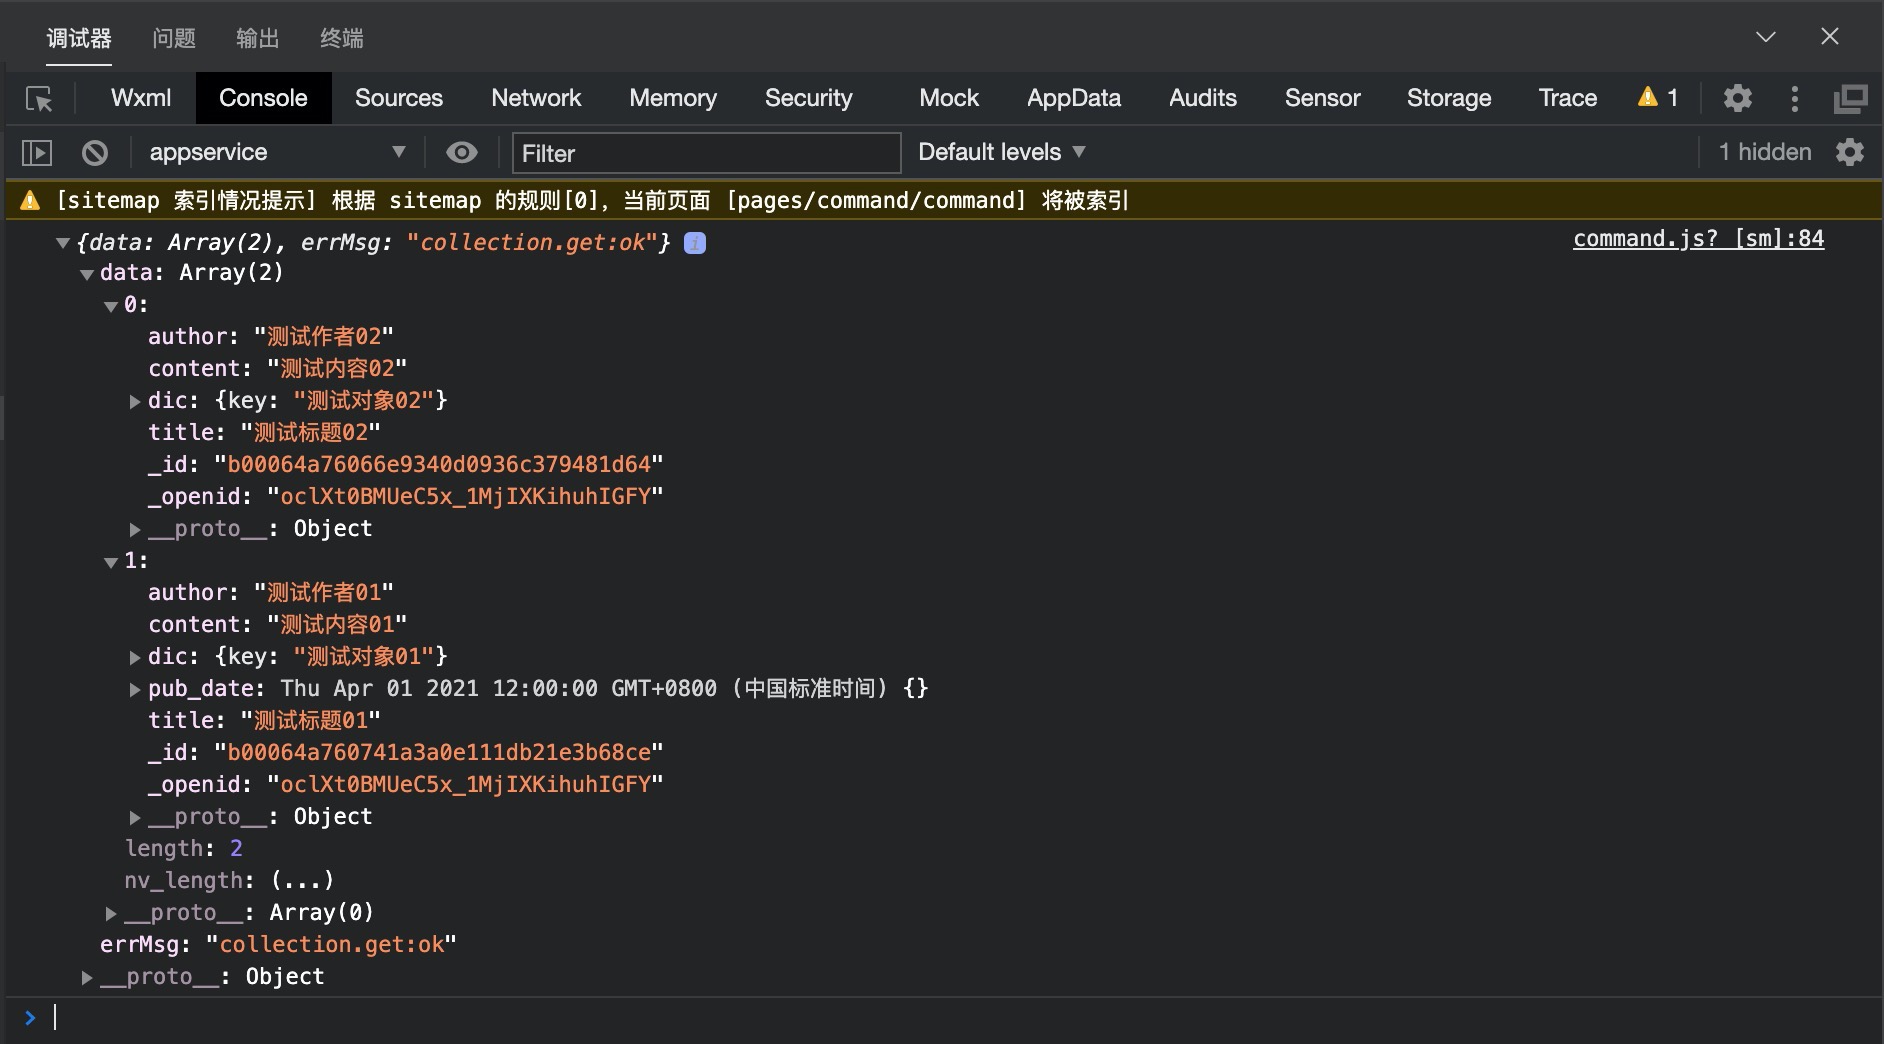 调试器 问题 输出 终端
Wxml Console Sources Network Memory Security Mock AppData Audits Sensor Storage Trace 1
appservice Filter Default levels 1 hidden
[sitemap 索引情况提示] 根据 sitemap 的规则[0]，当前页面 [pages/command/command] 将被索引
{data: Array(2), errMsg: "collection.get:ok"} i command.js? [sm]:84
data: Array(2)
0:
author: "测试作者02"
content: "测试内容02"
dic: {key: "测试对象02"}
title: "测试标题02"
_id: "b00064a76066e9340d0936c379481d64"
_openid: "oclXt0BMUeC5x_1MjIXKihuhIGFY"
__proto__: Object
1:
author: "测试作者01"
content: "测试内容01"
dic: {key: "测试对象01"}
pub_date: Thu Apr 01 2021 12:00:00 GMT+0800 (中国标准时间) {}
title: "测试标题01"
_id: "b00064a760741a3a0e111db21e3b68ce"
_openid: "oclXt0BMUeC5x_1MjIXKihuhIGFY"
__proto__: Object
length: 2
nv_length: (...)
__proto__: Array(0)
errMsg: "collection.get:ok"
__proto__: Object